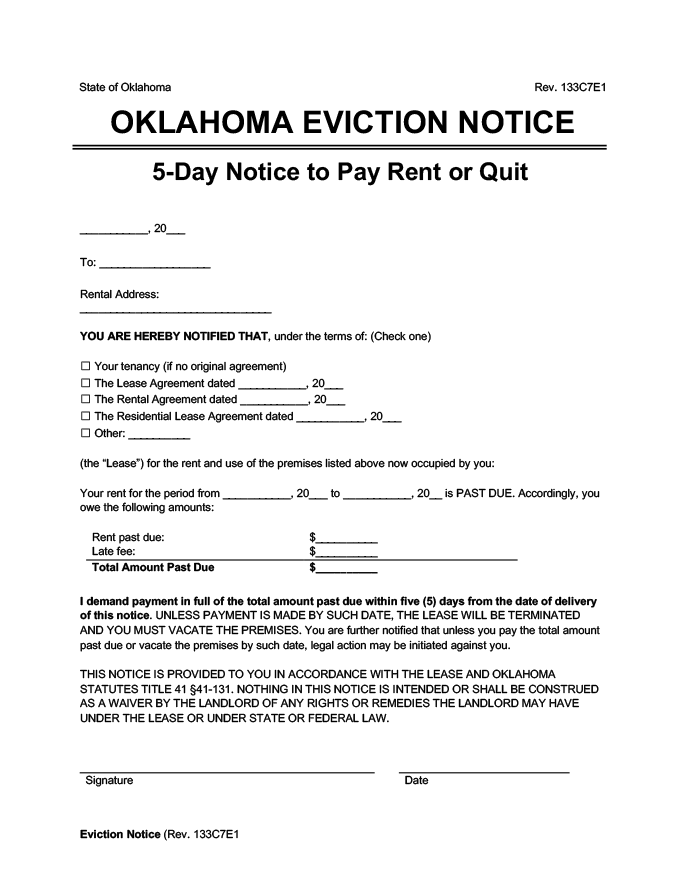 State of Oklahoma Rev. 133C7E1
OKLAHOMA EVICTION NOTICE
5-Day Notice to Pay Rent or Quit
___________, 20___
To: __________________
Rental Address:
_______________________________
YOU ARE HEREBY NOTIFIED THAT, under the terms of: (Check one)
☐ Your tenancy (if no original agreement)
☐ The Lease Agreement dated ___________, 20___
☐ The Rental Agreement dated ___________, 20___
☐ The Residential Lease Agreement dated ___________, 20___
☐ Other: __________
(the “Lease”) for the rent and use of the premises listed above now occupied by you:
Your rent for the period from ___________, 20___ to ___________, 20__ is PAST DUE. Accordingly, you
owe the following amounts:
Rent past due: $__________
Late fee: $__________
Total Amount Past Due $__________
I demand payment in full of the total amount past due within five (5) days from the date of delivery
of this notice. UNLESS PAYMENT IS MADE BY SUCH DATE, THE LEASE WILL BE TERMINATED
AND YOU MUST VACATE THE PREMISES. You are further notified that unless you pay the total amount
past due or vacate the premises by such date, legal action may be initiated against you.
THIS NOTICE IS PROVIDED TO YOU IN ACCORDANCE WITH THE LEASE AND OKLAHOMA
STATUTES TITLE 41 §41-131. NOTHING IN THIS NOTICE IS INTENDED OR SHALL BE CONSTRUED
AS A WAIVER BY THE LANDLORD OF ANY RIGHTS OR REMEDIES THE LANDLORD MAY HAVE
UNDER THE LEASE OR UNDER STATE OR FEDERAL LAW.
Signature Date
Eviction Notice (Rev. 133C7E1